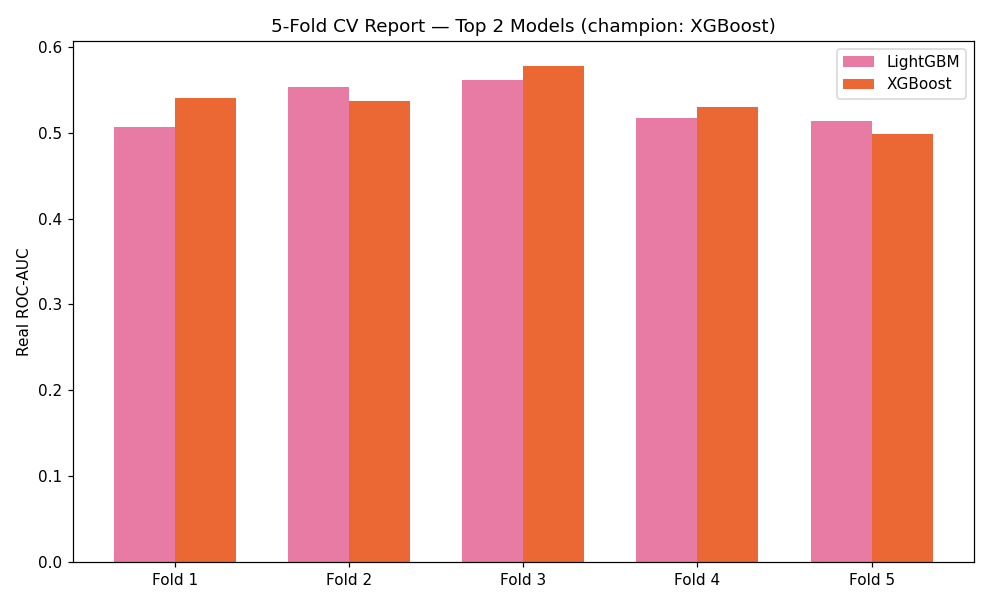 5-Fold CV Report — Top 2 Models (champion: XGBoost)
LightGBM
XGBoost
Real ROC-AUC
0.6
0.5
0.4
0.3
0.2
0.1
0.0
Fold 1 Fold 2 Fold 3 Fold 4 Fold 5